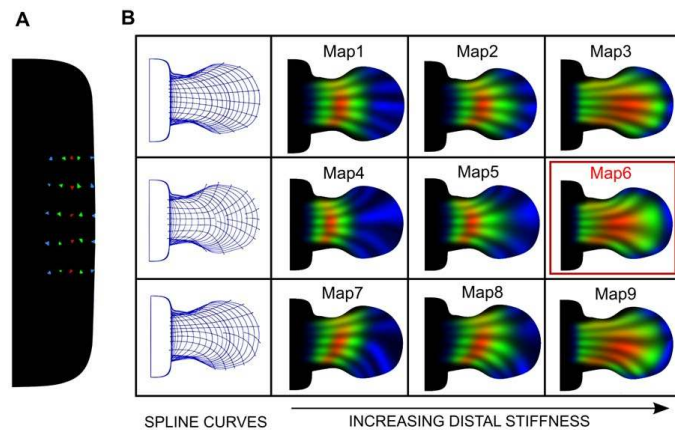 A
B
Map1
Map2
Map3
Map4
Map5
Map6
Map7
Map8
Map9
SPLINE CURVES
INCREASING DISTAL STIFFNESS